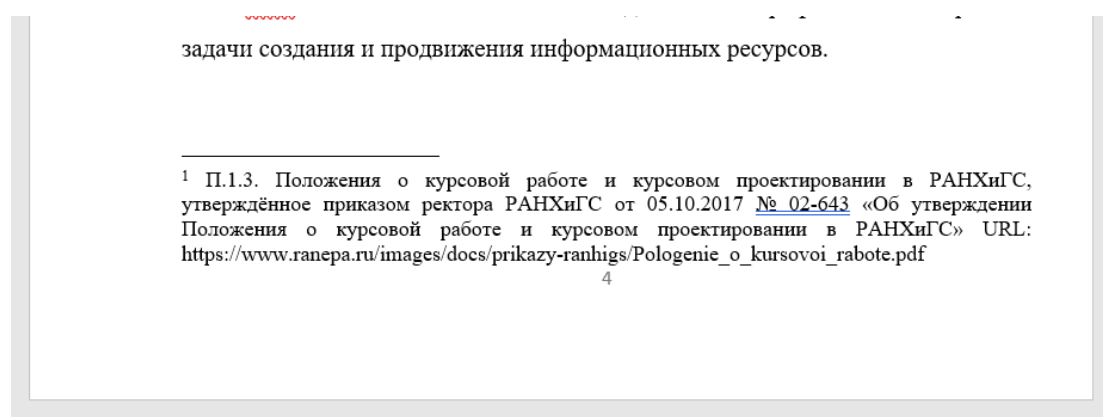 задачи создания и продвижения информационных ресурсов.
1 П.1.3. Положения о курсовой работе и курсовом проектировании в РАНХиГС,
утверждённое приказом ректора РАНХиГС от 05.10.2017 № 02-643 «Об утверждении
Положения о курсовой работе и курсовом проектировании в РАНХиГС» URL:
https://www.ranepa.ru/images/docs/prikazy-ranhigs/Pologenie_o_kursovoi_rabote.pdf
4